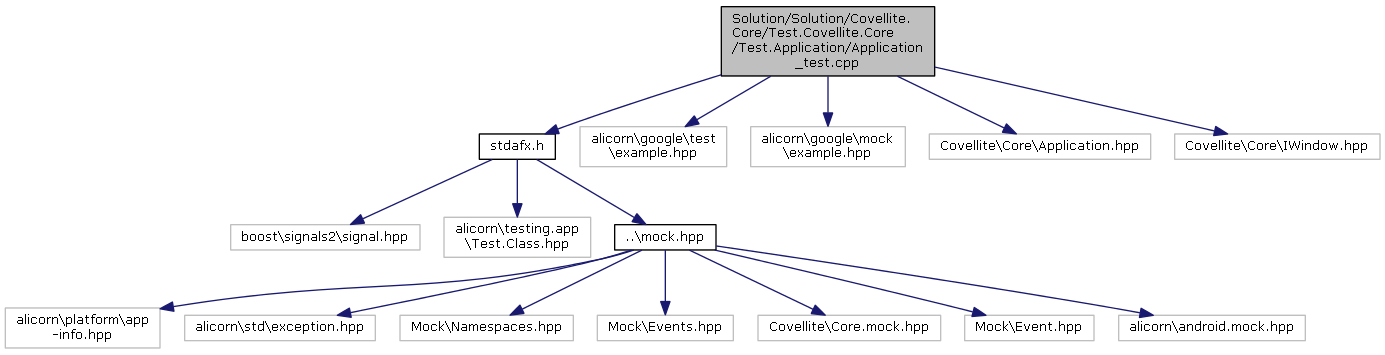 Solution/Solution/Covellite.
Core/Test.Covellite.Core
/Test.Application/Application
_test.cpp
stdafx.h
alicorn\google\test
\example.hpp
alicorn\google\mock
\example.hpp
Covellite\Core\Application.hpp
Covellite\Core\IWindow.hpp
boost\signals2\signal.hpp
alicorn\testing.app
\Test.Class.hpp
..\mock.hpp
alicorn\platform\app
-info.hpp
alicorn\std\exception.hpp
Mock\Namespaces.hpp
Mock\Events.hpp
Covellite\Core.mock.hpp
Mock\Event.hpp
alicorn\android.mock.hpp